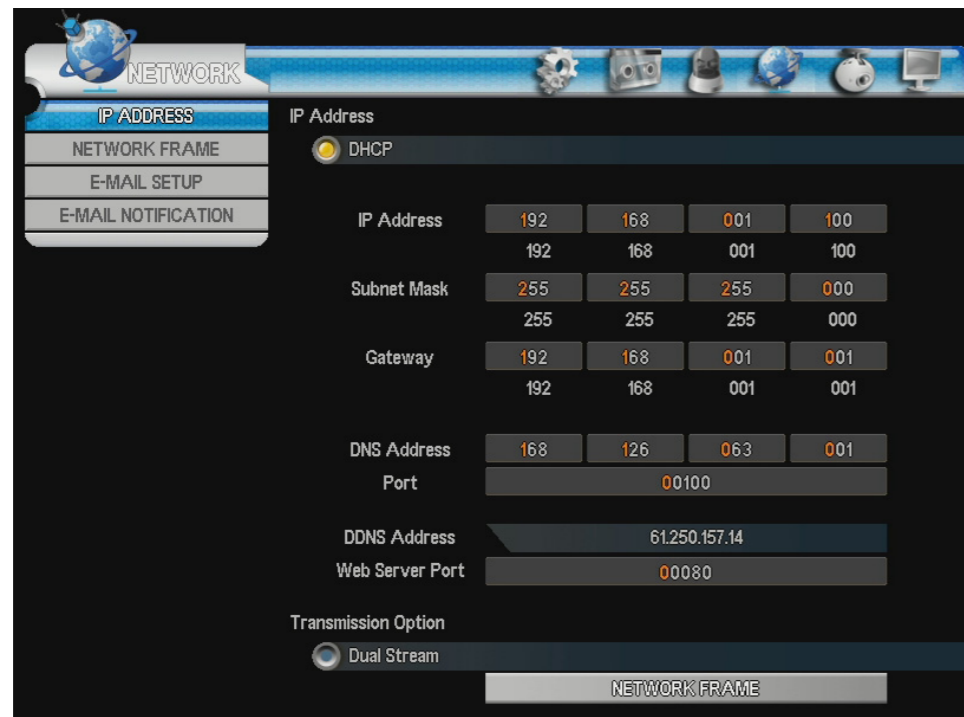 NETWORK
IP ADDRESS
NETWORK FRAME
E-MAIL SETUP
E-MAIL NOTIFICATION
IP Address
DHCP
IP Address 192 168 001 100
192 168 001 100
Subnet Mask 255 255 255 000
255 255 255 000
Gateway 192 168 001 001
192 168 001 001
DNS Address 168 126 063 001
Port 00100
DDNS Address 61.250.157.14
Web Server Port 00080
Transmission Option
Dual Stream
NETWORK FRAME